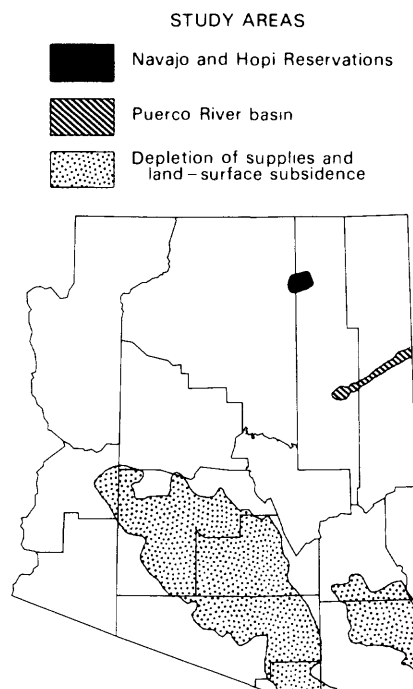 STUDY AREAS
Navajo and Hopi Reservations
Puerco River basin
Depletion of supplies and
land-surface subsidence